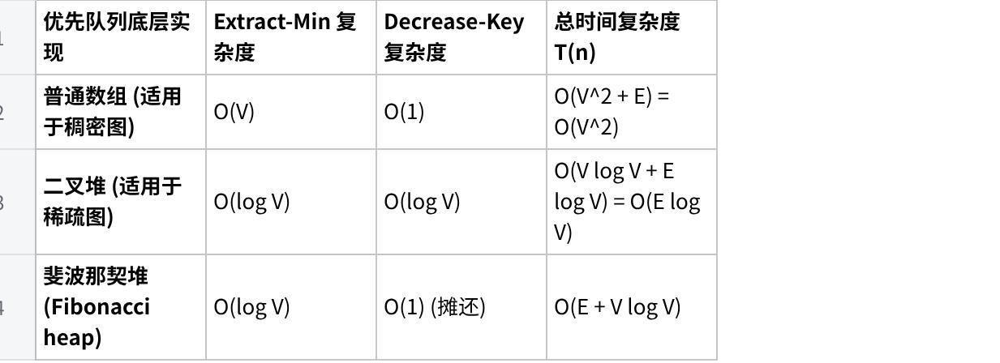 优先队列底层实
现
Extract-Min 复
杂度
Decrease-Key
复杂度
总时间复杂度
T(n)
普通数组 (适用
于稠密图)
O(V)
O(1)
O(V^2 + E) =
O(V^2)
二叉堆 (适用于
稀疏图)
O(log V)
O(log V)
O(V log V + E
log V) = O(E log
V)
斐波那契堆
(Fibonacci
heap)
O(log V)
O(1) (摊还)
O(E + V log V)